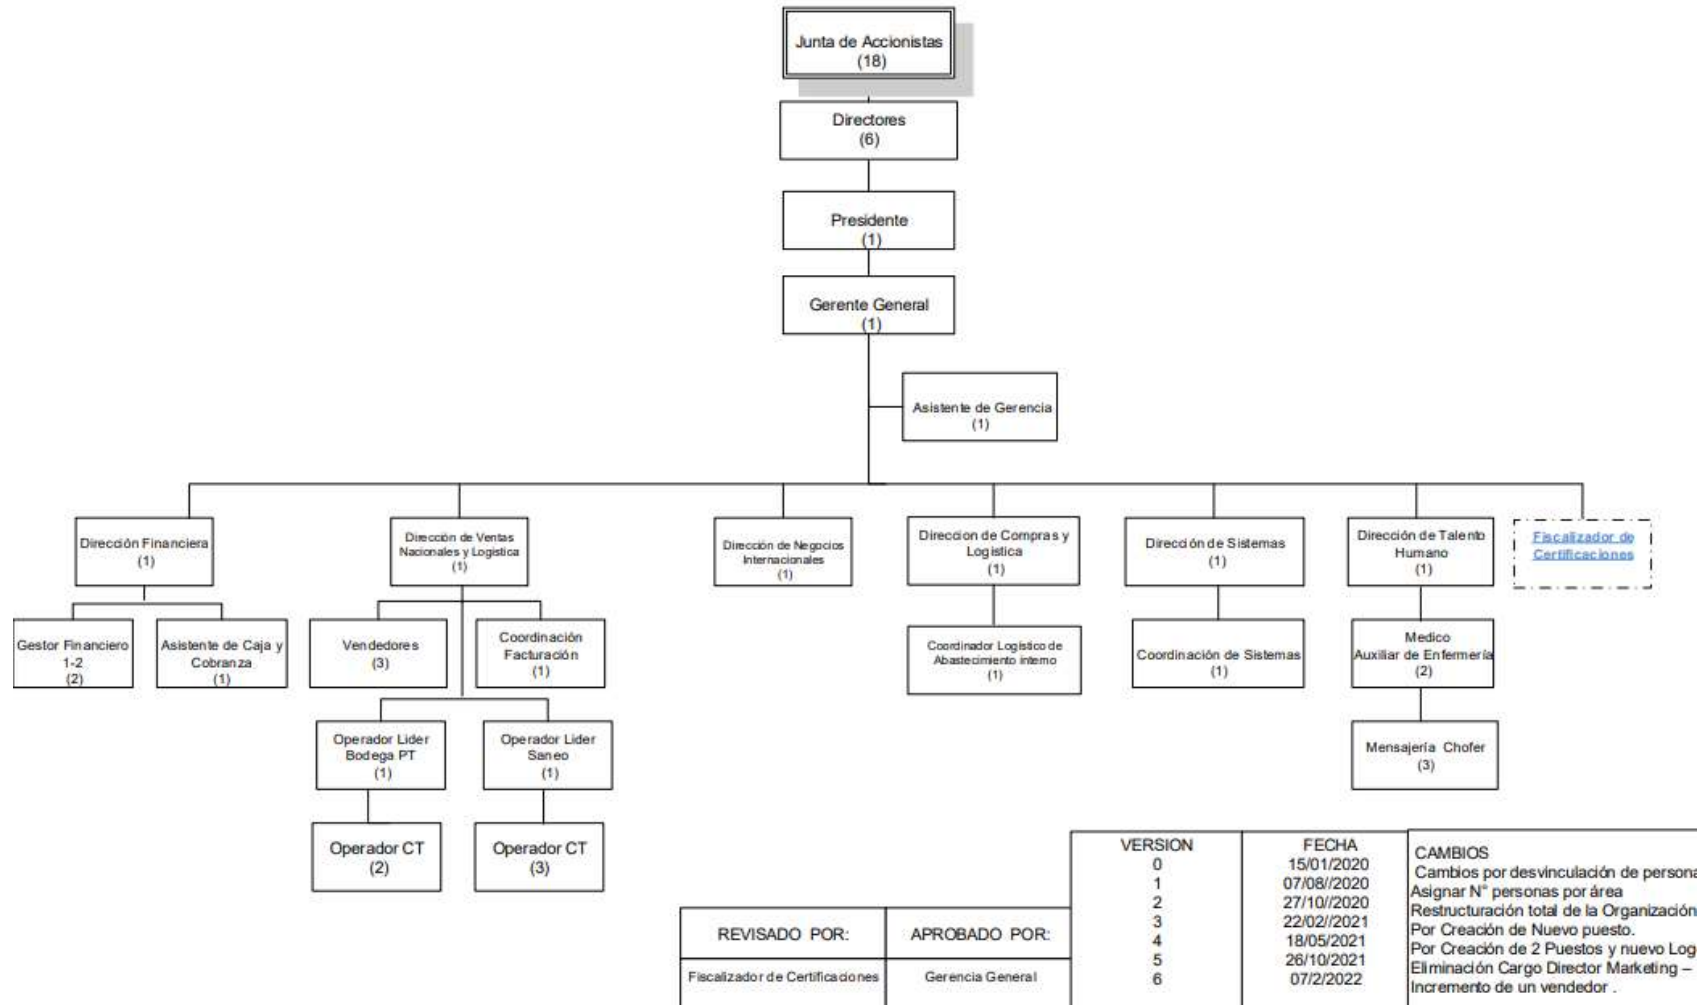 Junta de Accionistas
(18)
Directores
(6)
Presidente
(1)
Gerente General
(1)
Asistente de Gerencia
(1)
Dirección Financiera
(1)
Dirección de Ventas
Nacionales y Logistica
(1)
Dirección de Negocios
Internacionales
(1)
Direccion de Compras y
Logistica
(1)
Dirección de Sistemas
(1)
Dirección de Talento
Humano
(1)
Fiscalizador de
Certificaciones
Gestor Financiero
1-2
(2)
Asistente de Caja y
Cobranza
(1)
Vendedores
(3)
Coordinación
Facturación
(1)
Coordinador Logístico de
Abastecimiento interno
(1)
Coordinación de Sistemas
(1)
Medico
Auxiliar de Enfermería
(2)
Operador Lider
Bodega PT
(1)
Operador Lider
Saneo
(1)
Mensajería Chofer
(3)
Operador CT
(2)
Operador CT
(3)
REVISADO POR:
APROBADO POR:
Fiscalizador de Certificaciones
Gerencia General
VERSION
0
1
2
3
4
5
6
FECHA
15/01/2020
07/08//2020
27/10//2020
22/02//2021
18/05/2021
26/10/2021
07/2/2022
CAMBIOS
Cambios por desvinculación de persona
Asignar N° personas por área
Restructuración total de la Organización
Por Creación de Nuevo puesto.
Por Creación de 2 Puestos y nuevo Log
Eliminación Cargo Director Marketing –
Incremento de un vendedor .